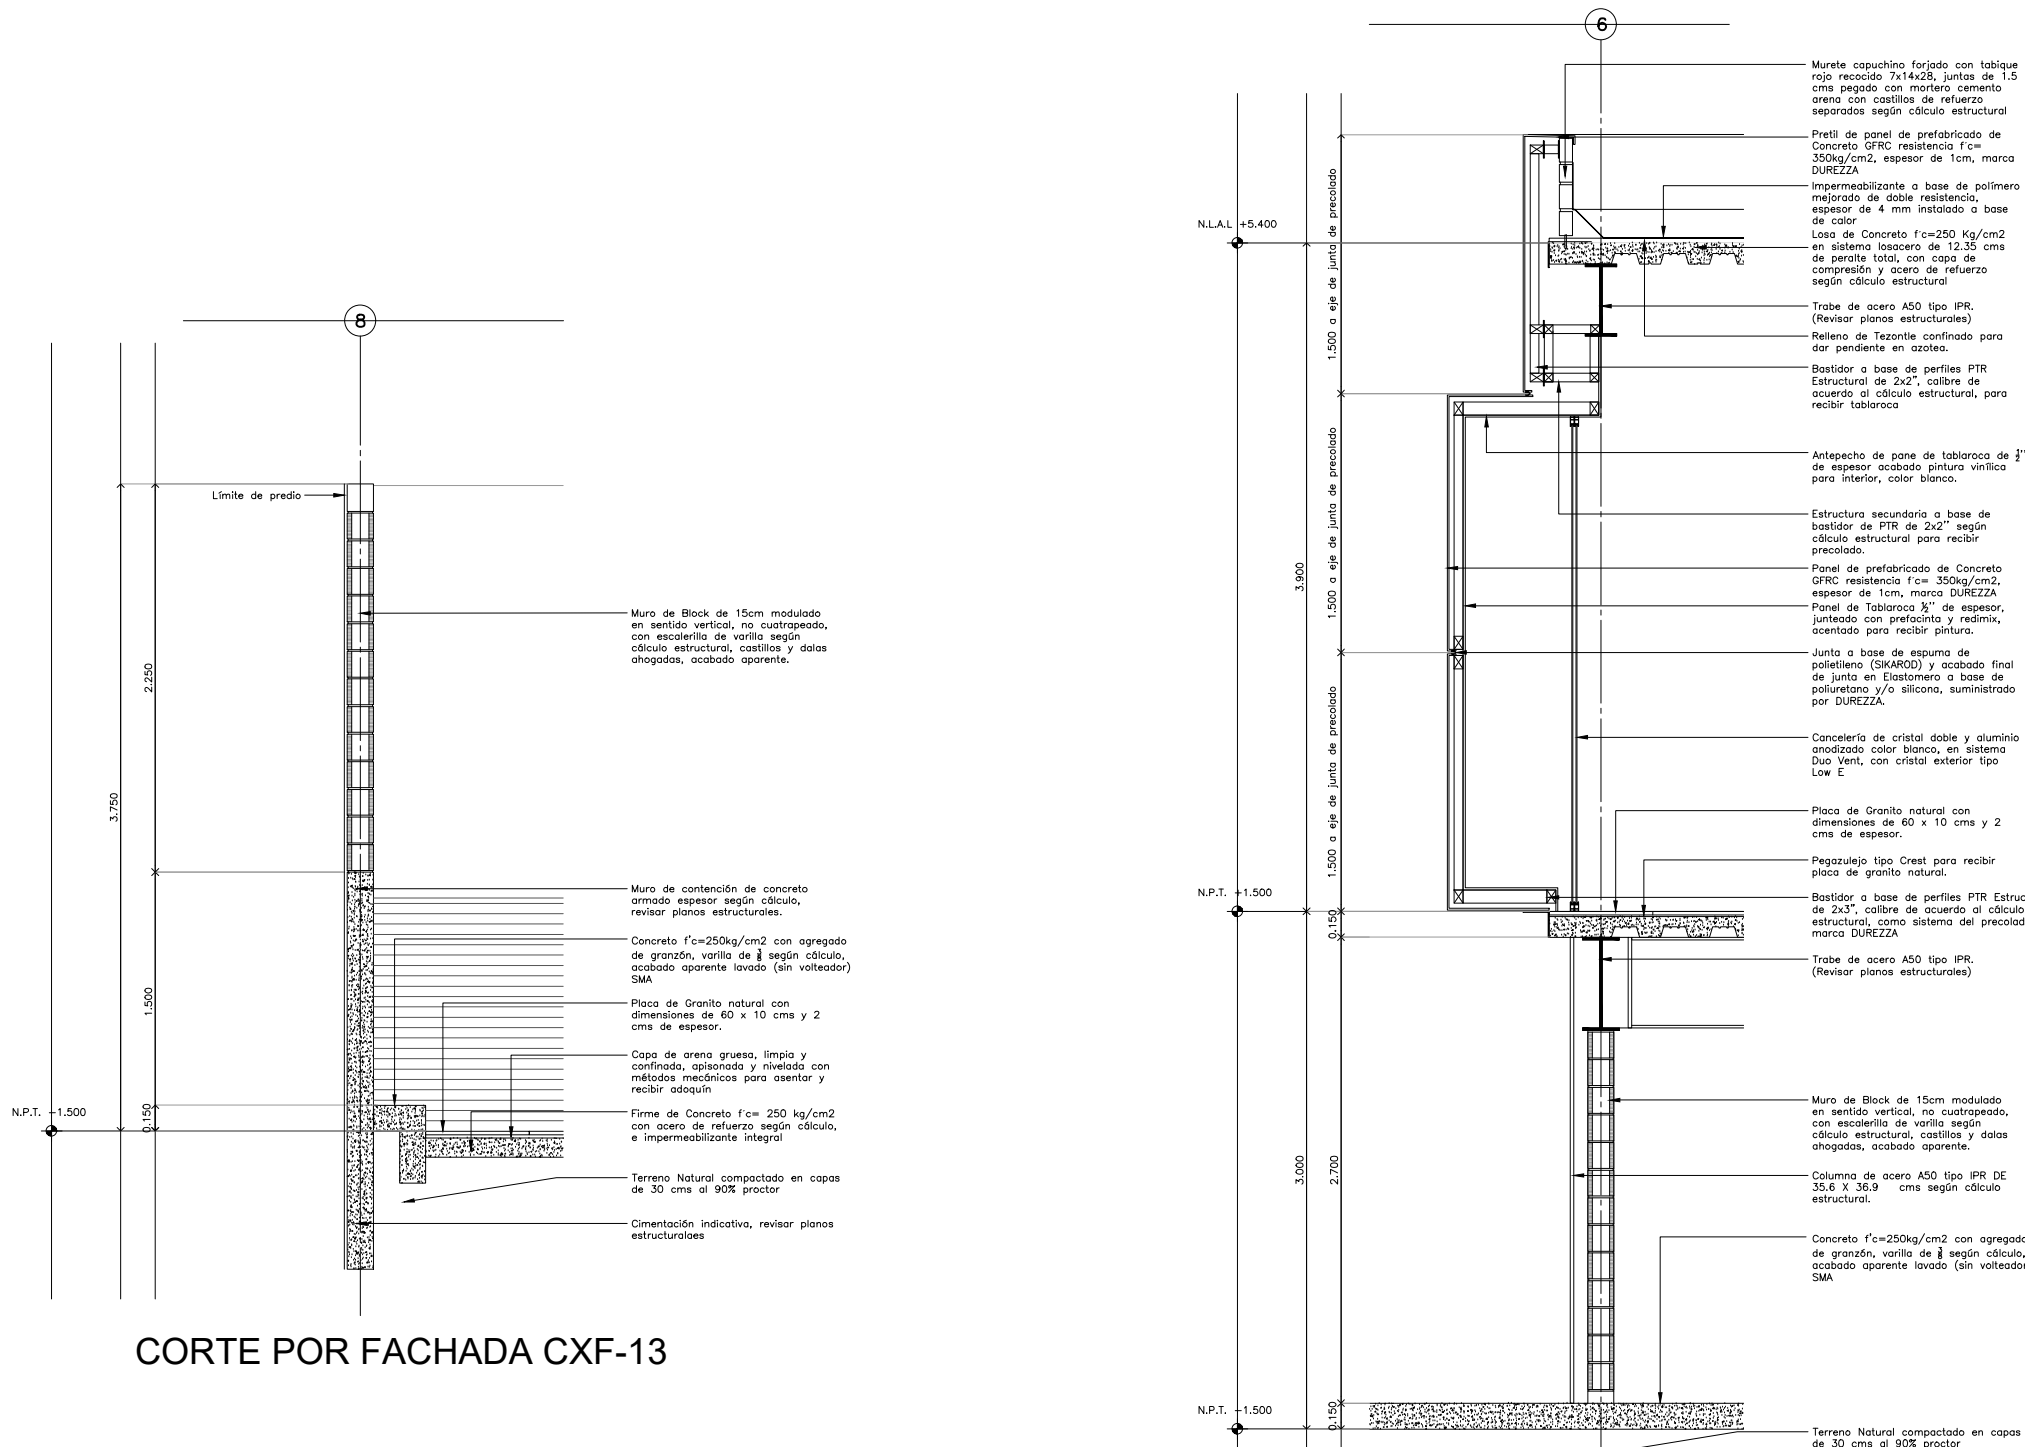 8
Límite de predio
Muro de Block de 15cm modulado
en sentido vertical, no cuatrapeado,
con escalerilla de varilla según
cálculo estructural, castillos y dalas
ahogadas, acabado aparente.
2.250
3.750
Muro de contención de concreto
armado espesor según cálculo,
revisar planos estructurales.
Concreto f'c=250kg/cm2 con agregado
de granzón, varilla de según cálculo,
acabado aparente lavado (sin volteador)
SMA
1.500
Placa de Granito natural con
dimensiones de 60 x 10 cms y 2
cms de espesor.
Capa de arena gruesa, limpia y
confinada, apisonada y nivelada con
métodos mecánicos para asentar y
recibir adoquín
N.P.T. -1.500
0.150
Firme de Concreto f'c= 250 kg/cm2
con acero de refuerzo según cálculo,
e impermeabilizante integral
Terreno Natural compactado en capas
de 30 cms al 90% proctor
Cimentación indicativa, revisar planos
estructuralaes
CORTE POR FACHADA CXF-13
6
Murete capuchino forjado con tabique
rojo recocido 7x14x28, juntas de 1.5
cms pegado con mortero cemento
arena con castillos de refuerzo
separados según cálculo estructural
Pretil de panel de prefabricado de
Concreto GFRC resistencia f'c=
350kg/cm2, espesor de 1cm, marca
DUREZZA
Impermeabilizante a base de polímero
mejorado de doble resistencia,
espesor de 4 mm instalado a base
de calor
N.L.A.L +5.400
Losa de Concreto f'c=250 Kg/cm2
en sistema losacero de 12.35 cms
de peralte total, con capa de
compresión y acero de refuerzo
según cálculo estructural
1.500 a eje de junta de precolado
Trabe de acero A50 tipo IPR.
(Revisar planos estructurales)
Relleno de Tezontle confinado para
dar pendiente en azotea.
Bastidor a base de perfiles PTR
Estructural de 2x2", calibre de
acuerdo al cálculo estructural, para
recibir tablaroca
Antepecho de pane de tablaroca de ½''
de espesor acabado pintura vinílica
para interior, color blanco.
1.500 a eje de junta de precolado
3.900
Estructura secundaria a base de
bastidor de PTR de 2x2'' según
cálculo estructural para recibir
precolado.
Panel de prefabricado de Concreto
GFRC resistencia f'c= 350kg/cm2,
espesor de 1cm, marca DUREZZA
Panel de Tablaroca ½'' de espesor,
junteado con prefacinta y redimix,
acentado para recibir pintura.
Junta a base de espuma de
polietileno (SIKAROD) y acabado final
de junta en Elastomero a base de
poliuretano y/o silicona, suministrado
por DUREZZA.
1.500 a eje de junta de precolado
Cancelería de cristal doble y aluminio
anodizado color blanco, en sistema
Duo Vent, con cristal exterior tipo
Low E
Placa de Granito natural con
dimensiones de 60 x 10 cms y 2
cms de espesor.
Pegazulejo tipo Crest para recibir
placa de granito natural.
N.P.T. +1.500
0.150
Bastidor a base de perfiles PTR Estruc
de 2x3", calibre de acuerdo al cálculo
estructural, como sistema del precolad
marca DUREZZA
Trabe de acero A50 tipo IPR.
(Revisar planos estructurales)
Muro de Block de 15cm modulado
en sentido vertical, no cuatrapeado,
con escalerilla de varilla según
cálculo estructural, castillos y dalas
ahogadas, acabado aparente.
3.000
2.700
Columna de acero A50 tipo IPR DE
35.6 X 36.9 cms según cálculo
estructural.
Concreto f'c=250kg/cm2 con agregado
de granzón, varilla de según cálculo,
acabado aparente lavado (sin volteador
SMA
N.P.T. -1.500
0.150
Terreno Natural compactado en capas
de 30 cms al 90% proctor